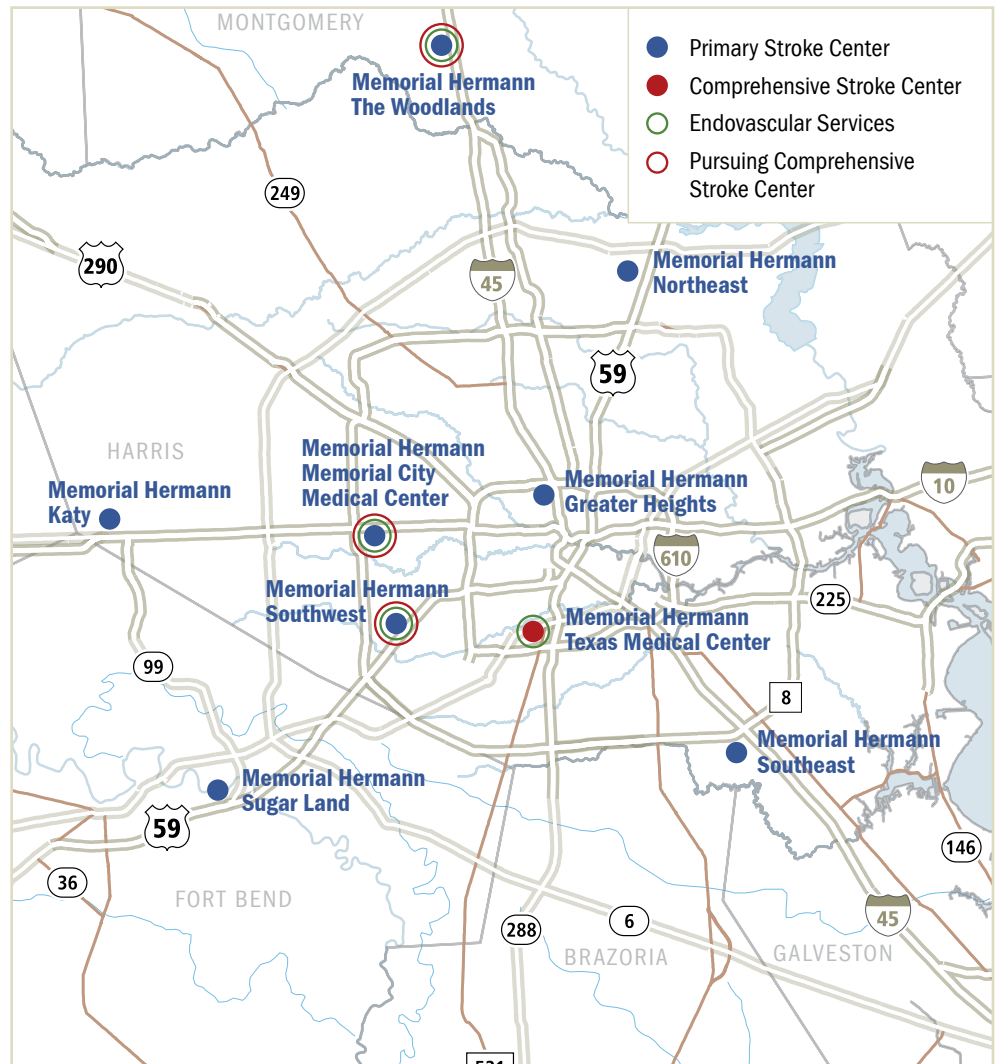 MONTGOMERY
Primary Stroke Center
Comprehensive Stroke Center
Endovascular Services
Pursuing Comprehensive
Stroke Center
Memorial Hermann
The Woodlands
249
290
45
Memorial Hermann
Northeast
59
HARRIS
Memorial Hermann
Memorial City
Medical Center
Memorial Hermann
Katy
Memorial Hermann
Greater Heights
10
610
Memorial Hermann
Southwest
Memorial Hermann
Texas Medical Center
225
99
8
Memorial Hermann
Southeast
Memorial Hermann
Sugar Land
59
146
36
FORT BEND
288
6
45
BRAZORIA
GALVESTON